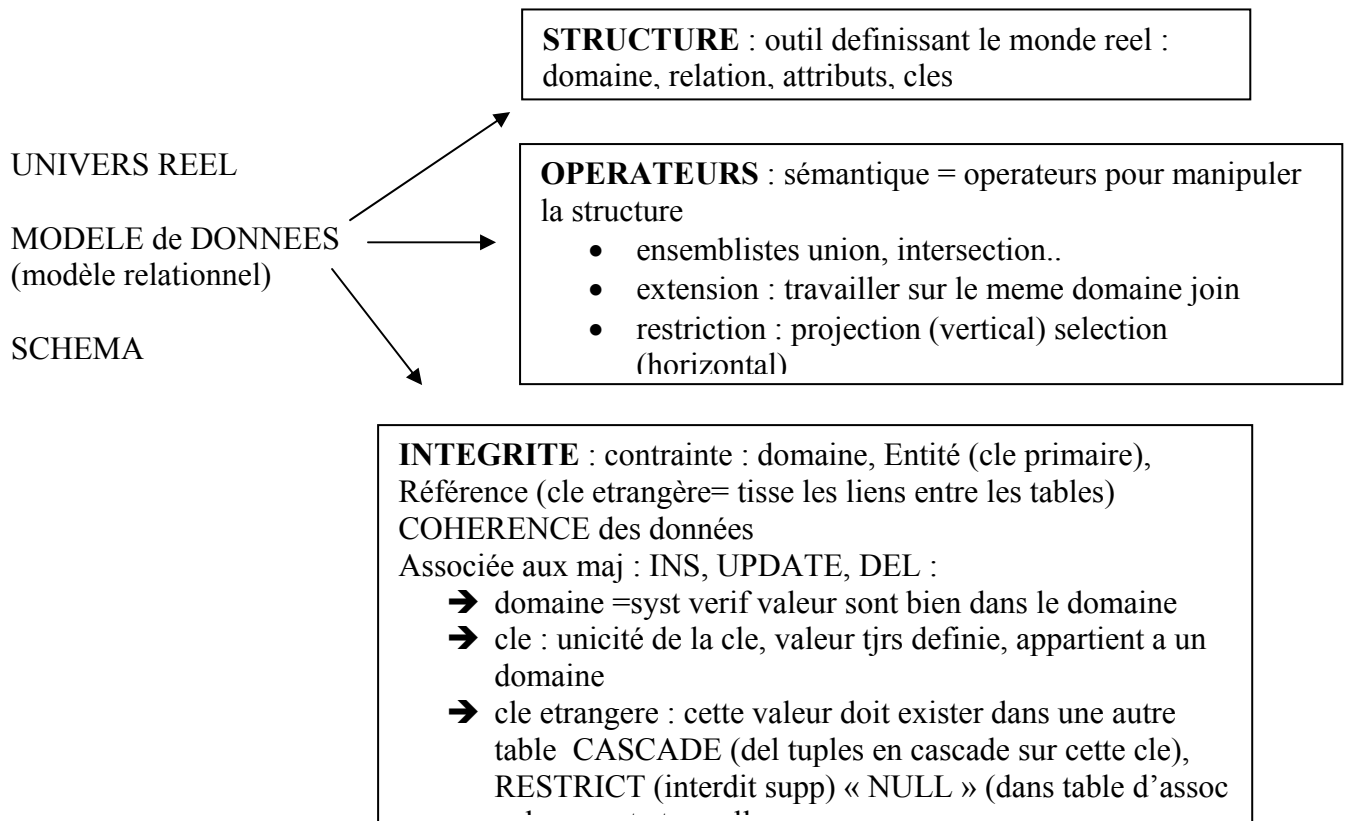 STRUCTURE : outil definissant le monde reel :
domaine, relation, attributs, cles
UNIVERS REEL
MODELE de DONNEES
(modèle relationnel)
SCHEMA
OPERATEURS : sémantique = operateurs pour manipuler
la structure
• ensemblistes union, intersection..
• extension : travailler sur le meme domaine join
• restriction : projection (vertical) selection
(horizontal)
INTEGRITE : contrainte : domaine, Entité (cle primaire),
Référence (cle etrangère= tisse les liens entre les tables)
COHERENCE des données
Associée aux maj : INS, UPDATE, DEL :
➔ domaine =syst verif valeur sont bien dans le domaine
➔ cle : unicité de la cle, valeur tjrs definie, appartient a un
domaine
➔ cle etrangere : cette valeur doit exister dans une autre
table CASCADE (del tuples en cascade sur cette cle),
RESTRICT (interdit supp) « NULL » (dans table d’assoc